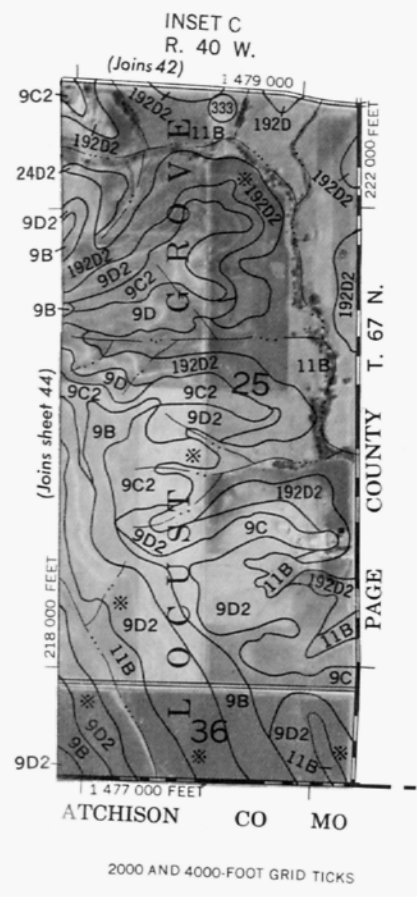 INSET C
R. 40 W.
(Joins 42)
1 479 000
9C2
192D2
333
192D
11B
192D2
192D2
222 000 FEET
24D2
192D2
9D2
9B
192D2
9D2
9C2
192D2
9B
9D
T. 67 N.
11B
192D2
9D
25
9C2
9C2
9D2
(Joins sheet 44)
9B
9C2
192D2
COUNTY
9C
9D2
11B
192D2
218 000 FEET
9D2
9D2
11B
11B
PAGE
9C
LOCUST GROVE
9B
9D2
9D2
36
9B
11B
9D2
1 477 000 FEET
ATCHISON CO MO
2000 AND 4000-FOOT GRID TICKS